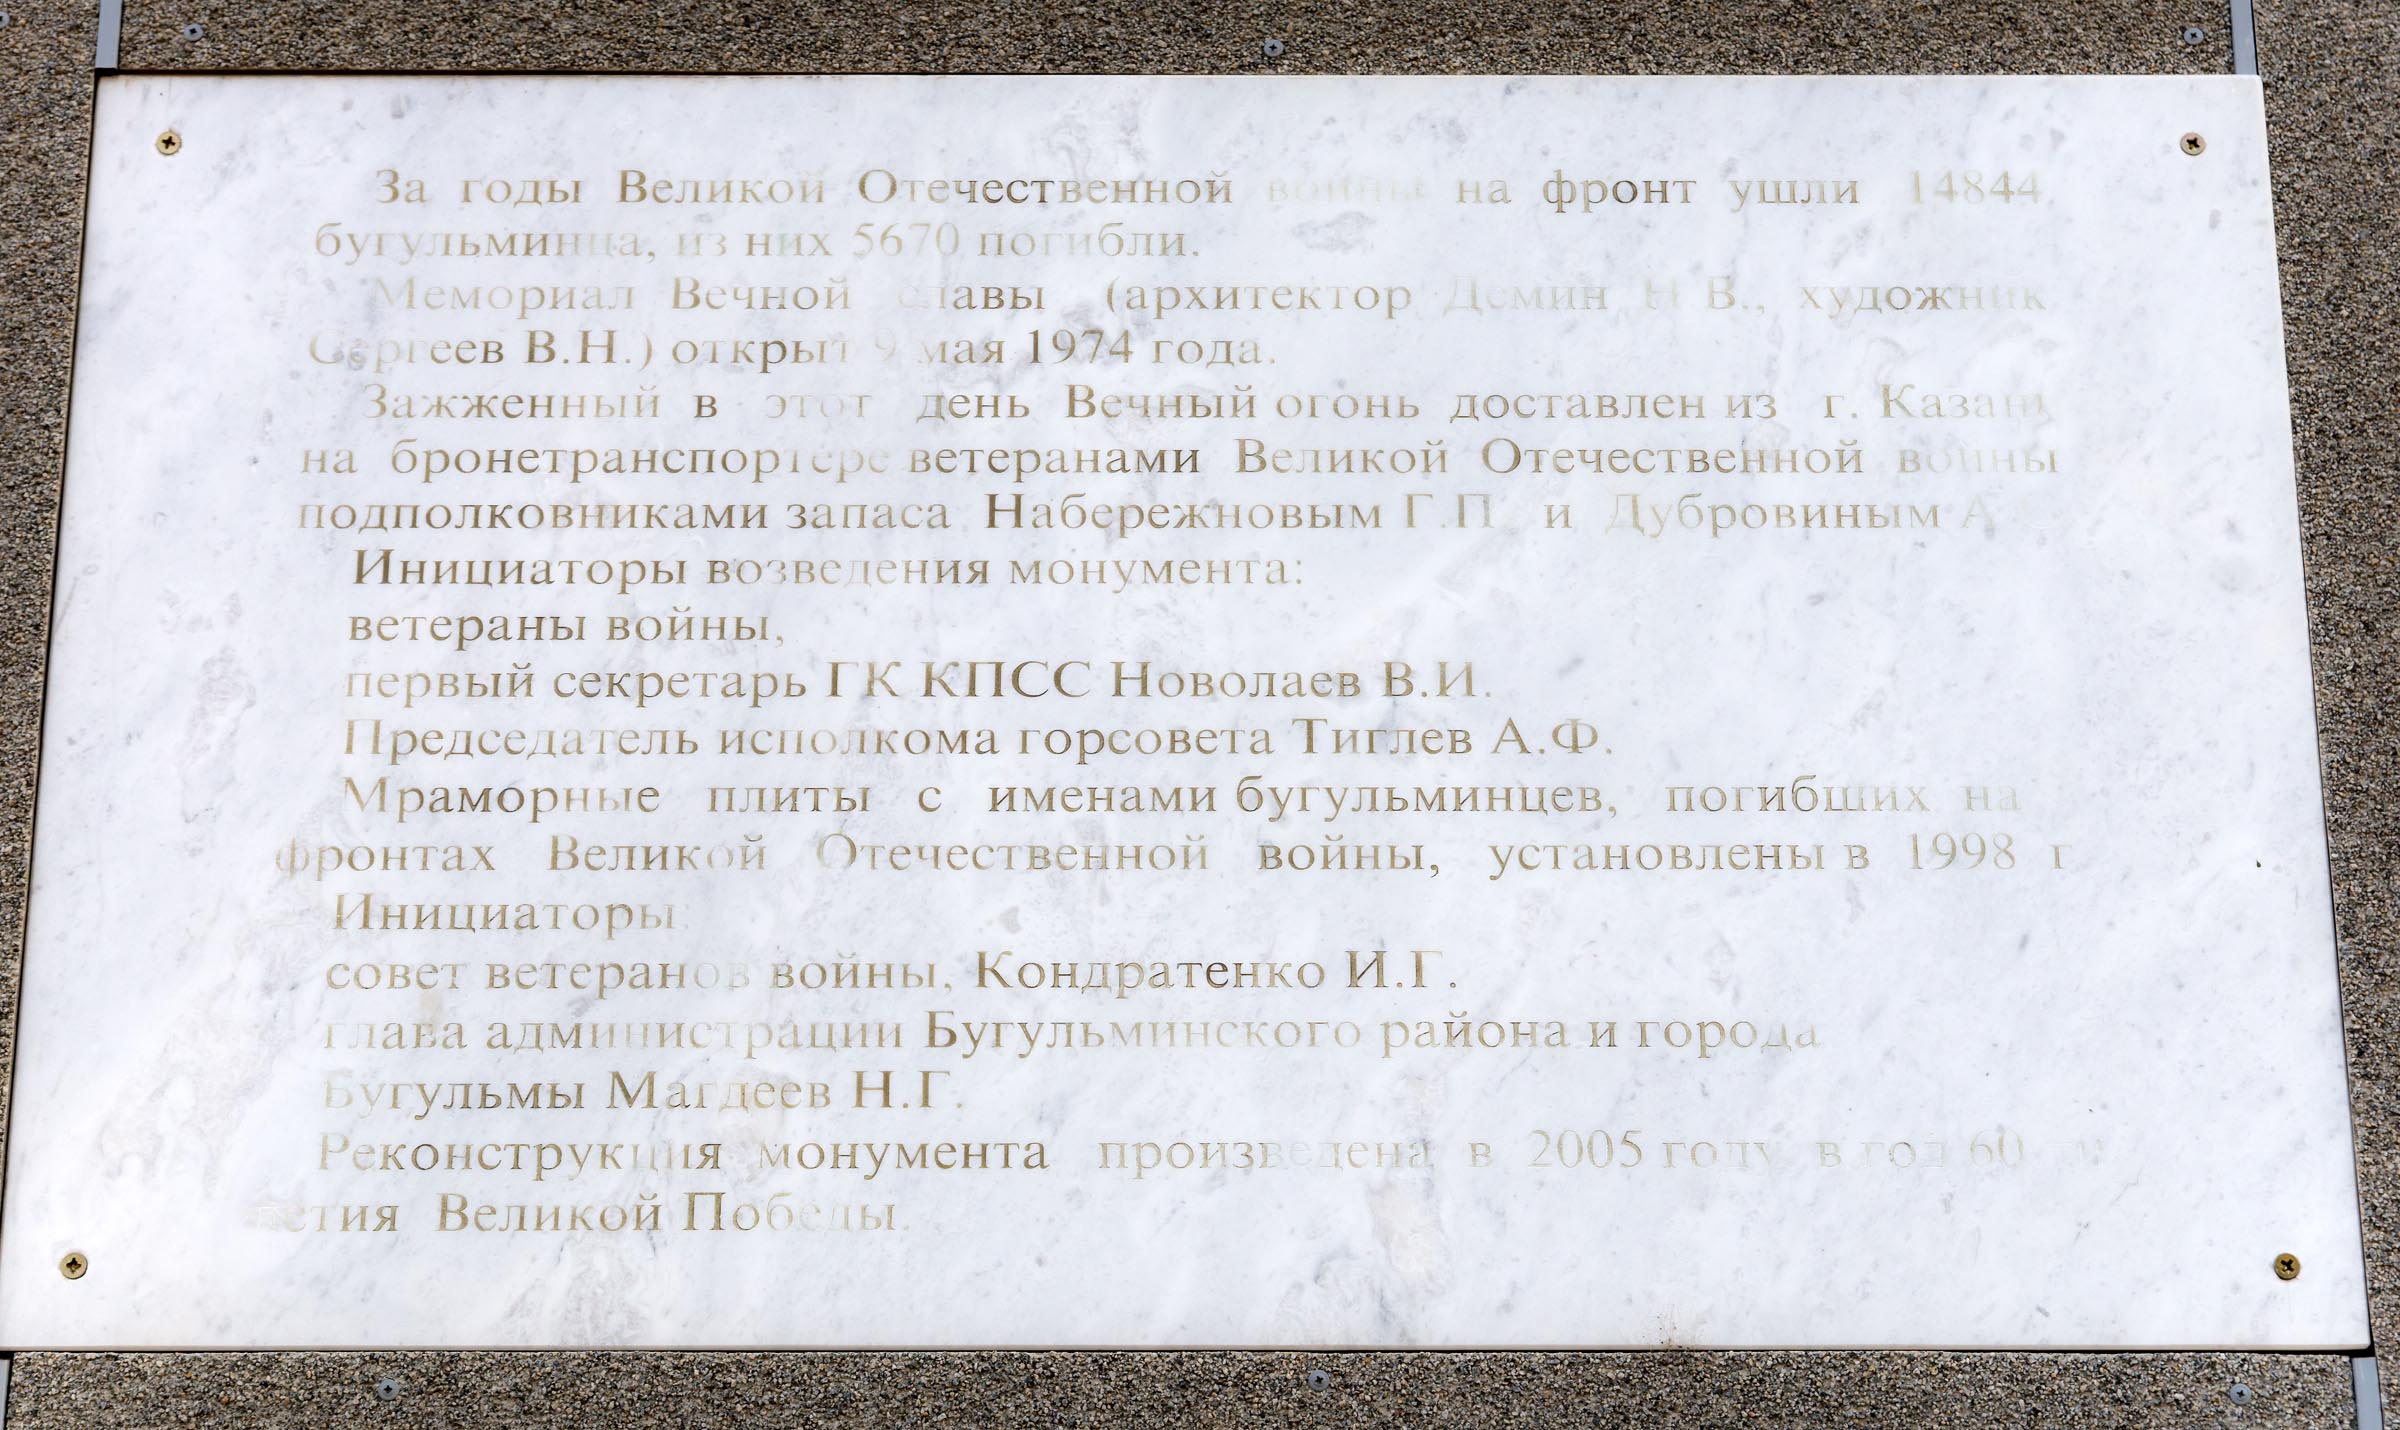 За годы Великой Отечественной войны на фронт ушли 14844
бугульминца, из них 5670 погибли.
Мемориал Вечной славы (архитектор Демин Н.В., художник
Сергеев В.Н.) открыт 9 мая 1974 года.
Зажженный в этот день Вечный огонь доставлен из г. Казань
на бронетранспортере ветеранами Великой Отечественной войны
подполковниками запаса Набережновым Г.П. и Дубровиным А
Инициаторы возведения монумента:
ветераны войны,
первый секретарь ГК КПСС Новолаев В.И.
Председатель исполкома горсовета Тиглев А.Ф.
Мраморные плиты с именами бугульминцев, погибших на
фронтах Великой Отечественной войны, установлены в 1998 г
Инициаторы:
совет ветеранов войны, Кондратенко И.Г.
глава администрации Бугульминского района и города
Бугульмы Магдеев Н.Г.
Реконструкция монумента произведена в 2005 году, в год 60-ти
летия Великой Победы.